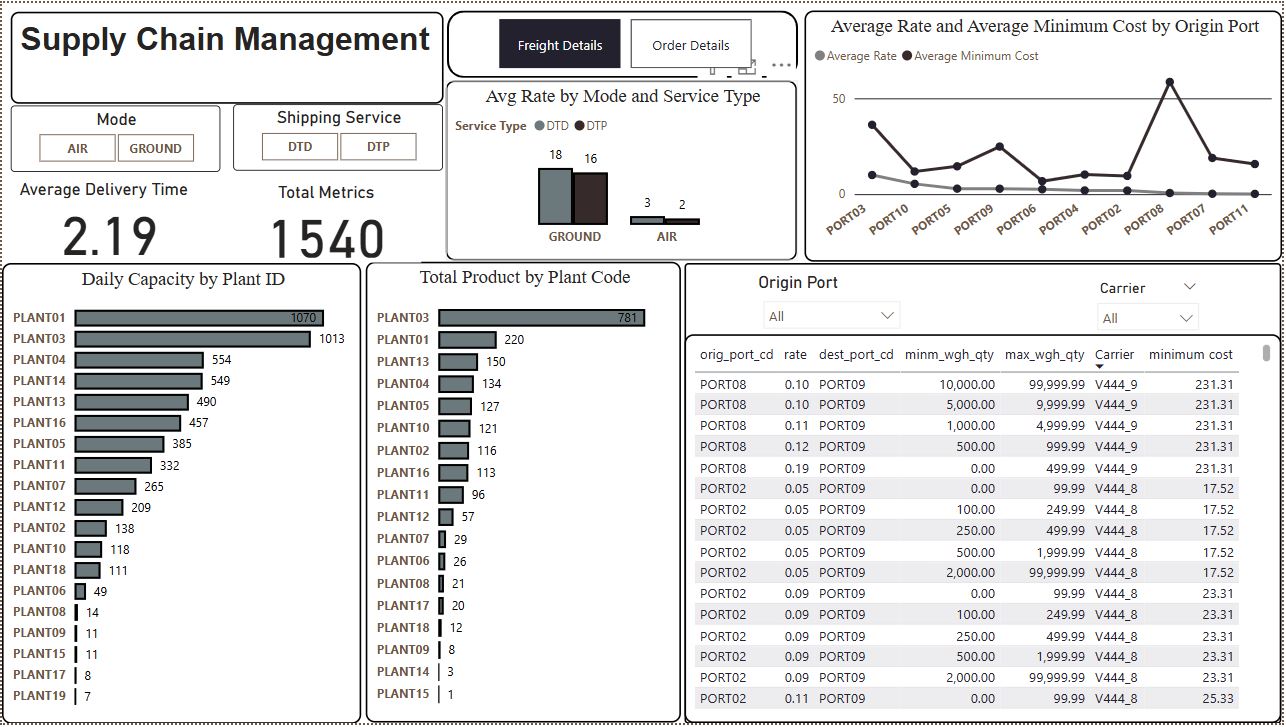 Supply Chain Management
Freight Details
Order Details
Mode
AIR
GROUND
Shipping Service
DTD
DTP
Average Delivery Time
2.19
Total Metrics
1540
Avg Rate by Mode and Service Type
Service Type DTD DTP
18 16
3 2
GROUND AIR
Average Rate and Average Minimum Cost by Origin Port
Average Rate Average Minimum Cost
50
0
PORT03 PORT10 PORT05 PORT09 PORT06 PORT04 PORT02 PORT08 PORT07 PORT11
Daily Capacity by Plant ID
PLANT01 1070
PLANT03 1013
PLANT04 554
PLANT14 549
PLANT13 490
PLANT16 457
PLANT05 385
PLANT11 332
PLANT07 265
PLANT12 209
PLANT02 138
PLANT10 118
PLANT18 111
PLANT06 49
PLANT08 14
PLANT09 11
PLANT15 11
PLANT17 8
PLANT19 7
Total Product by Plant Code
PLANT03 781
PLANT01 220
PLANT13 150
PLANT04 134
PLANT05 127
PLANT10 121
PLANT02 116
PLANT16 113
PLANT11 96
PLANT12 57
PLANT07 29
PLANT06 26
PLANT08 21
PLANT17 20
PLANT18 12
PLANT09 8
PLANT14 3
PLANT15 1
Origin Port
All
Carrier
All
orig_port_cd rate dest_port_cd minm_wgh_qty max_wgh_qty Carrier minimum cost
PORT08 0.10 PORT09 10,000.00 99,999.99 V444_9 231.31
PORT08 0.10 PORT09 5,000.00 9,999.99 V444_9 231.31
PORT08 0.11 PORT09 1,000.00 4,999.99 V444_9 231.31
PORT08 0.12 PORT09 500.00 999.99 V444_9 231.31
PORT08 0.19 PORT09 0.00 499.99 V444_9 231.31
PORT02 0.05 PORT09 0.00 99.99 V444_8 17.52
PORT02 0.05 PORT09 100.00 249.99 V444_8 17.52
PORT02 0.05 PORT09 250.00 499.99 V444_8 17.52
PORT02 0.05 PORT09 500.00 1,999.99 V444_8 17.52
PORT02 0.05 PORT09 2,000.00 99,999.99 V444_8 17.52
PORT02 0.09 PORT09 0.00 99.99 V444_8 23.31
PORT02 0.09 PORT09 100.00 249.99 V444_8 23.31
PORT02 0.09 PORT09 250.00 499.99 V444_8 23.31
PORT02 0.09 PORT09 500.00 1,999.99 V444_8 23.31
PORT02 0.09 PORT09 2,000.00 99,999.99 V444_8 23.31
PORT02 0.11 PORT09 0.00 99.99 V444_8 25.33